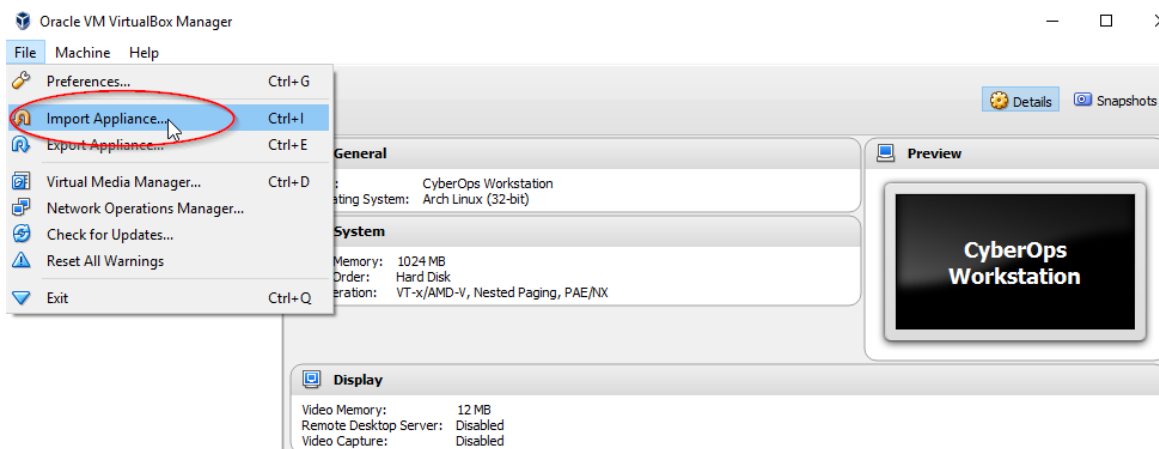 Oracle VM VirtualBox Manager
File Machine Help
Preferences... Ctrl+G
Import Appliance... Ctrl+I
Export Appliance... Ctrl+E
Virtual Media Manager... Ctrl+D
Network Operations Manager...
Check for Updates...
Reset All Warnings
Exit Ctrl+Q
Details Snapshots
General
CyberOps Workstation
ating System: Arch Linux (32-bit)
System
Memory: 1024 MB
Order: Hard Disk
eration: VT-x/AMD-V, Nested Paging, PAE/NX
Preview
CyberOps
Workstation
Display
Video Memory: 12 MB
Remote Desktop Server: Disabled
Video Capture: Disabled